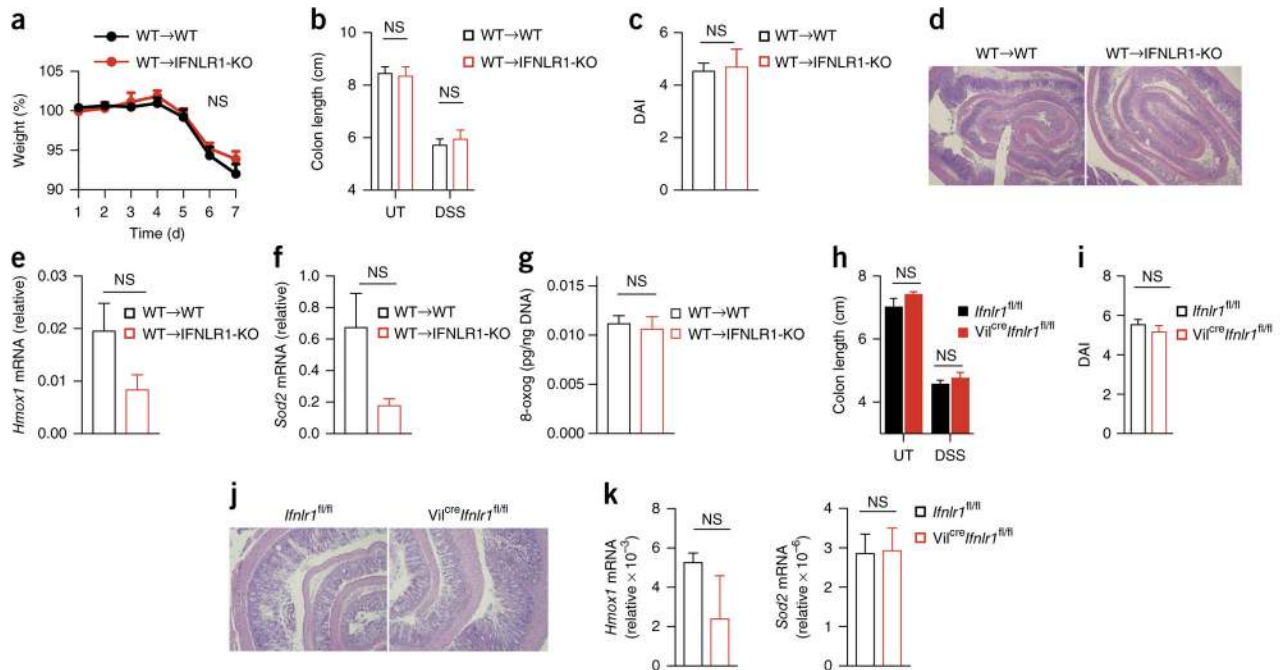 a
WT→WT
WT→IFNLR1-KO
Weight (%)
110
105
100
95
90
NS
1 2 3 4 5 6 7
Time (d)
b
Colon length (cm)
10
8
6
4
NS
NS
UT DSS
WT→WT
WT→IFNLR1-KO
c
DAI
6
4
2
0
NS
WT→WT
WT→IFNLR1-KO
d
WT→WT WT→IFNLR1-KO
e
Hmox1 mRNA (relative)
0.03
0.02
0.01
0.00
NS
WT→WT
WT→IFNLR1-KO
f
Sod2 mRNA (relative)
1.0
0.8
0.6
0.4
0.2
0.0
NS
WT→WT
WT→IFNLR1-KO
g
8-oxog (pg/ng DNA)
0.015
0.010
0.005
0.000
NS
WT→WT
WT→IFNLR1-KO
h
Colon length (cm)
8
6
4
NS
NS
UT DSS
Ifnlr1fl/fl
VilcreIfnlr1fl/fl
i
DAI
8
6
4
2
0
NS
Ifnlr1fl/fl
VilcreIfnlr1fl/fl
j
Ifnlr1fl/fl VilcreIfnlr1fl/fl
k
Hmox1 mRNA
(relative × 10−3)
8
6
4
2
0
NS
Sod2 mRNA
(relative × 10−6)
4
3
2
1
0
NS
Ifnlr1fl/fl
VilcreIfnlr1fl/fl